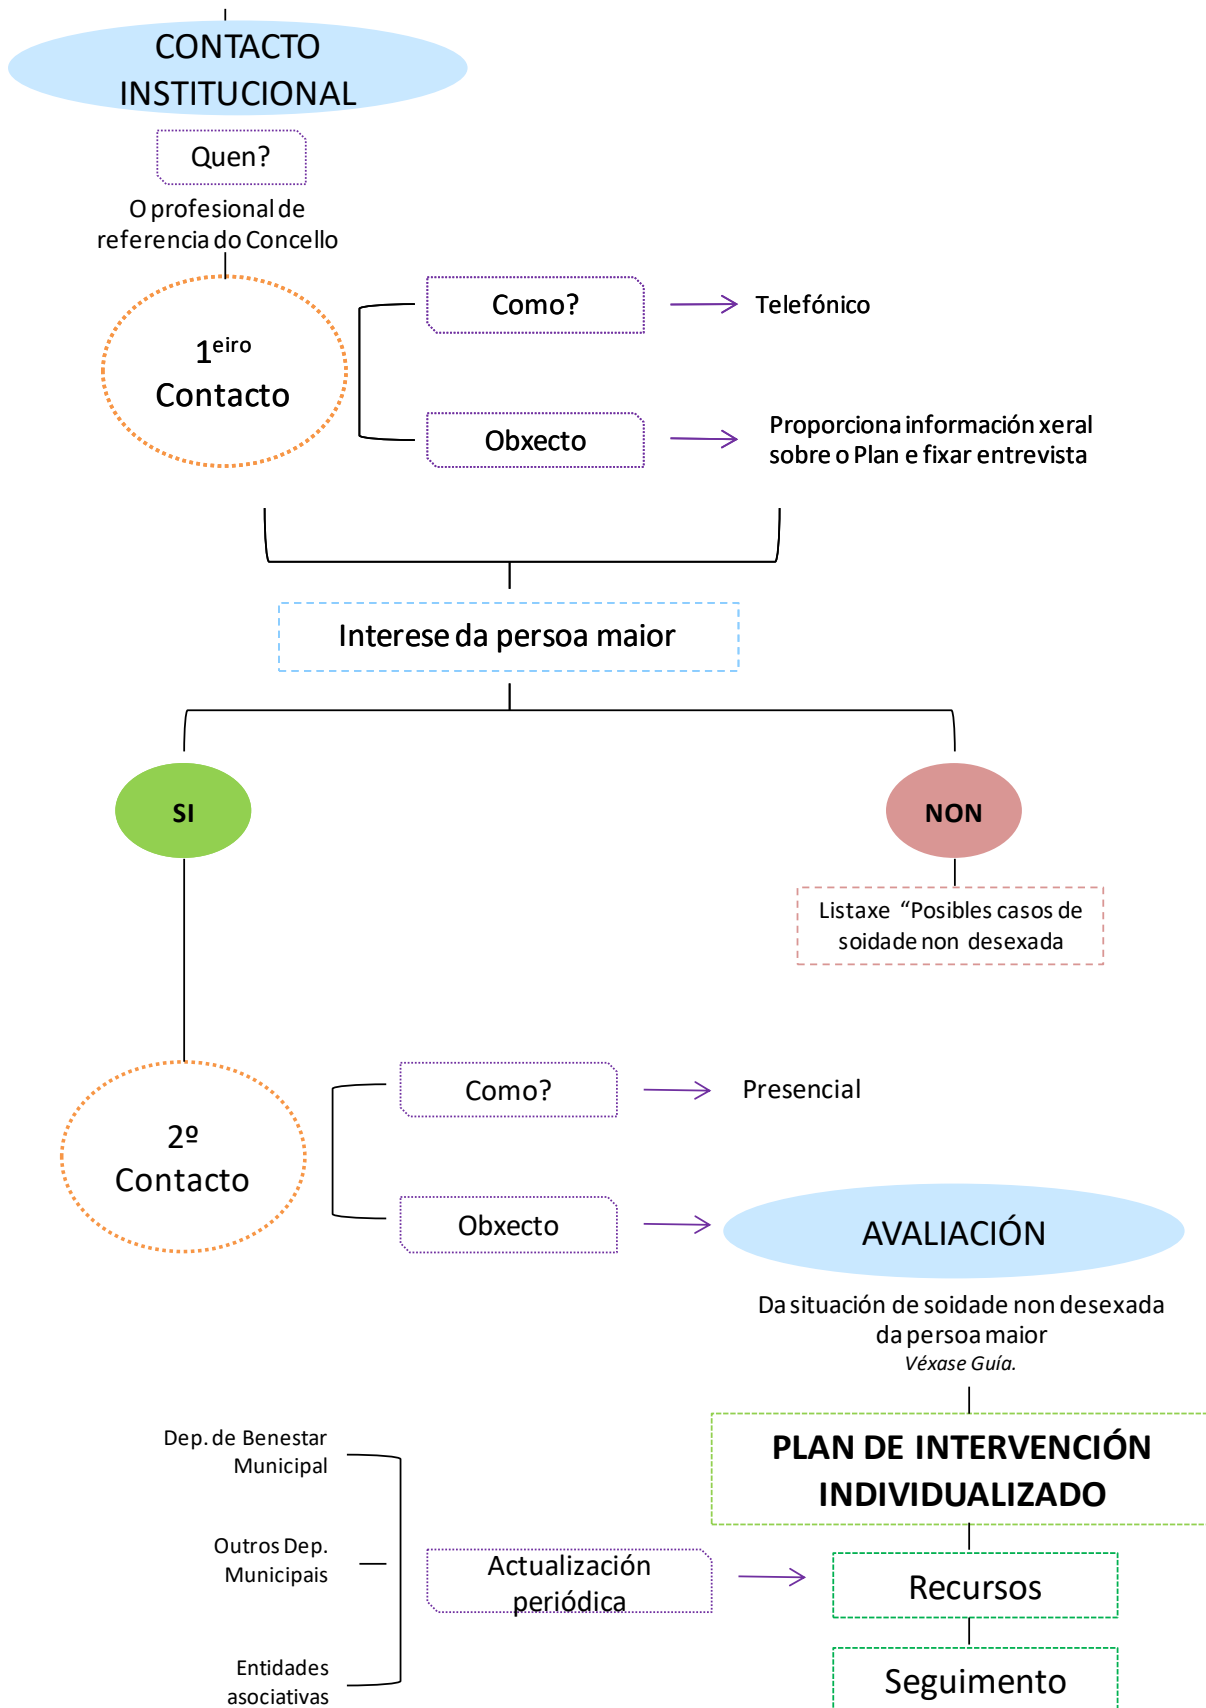 CONTACTO
INSTITUCIONAL
Quen?
O profesional de
referencia do Concello
1eiro
Contacto
Como?
Telefónico
Obxecto
Proporciona información xeral
sobre o Plan e fixar entrevista
Interese da persoa maior
SI
NON
Listaxe “Posibles casos de
soidade non desexada
2º
Contacto
Como?
Presencial
Obxecto
AVALIACIÓN
Da situación de soidade non desexada
da persoa maior
Véxase Guía.
PLAN DE INTERVENCIÓN
INDIVIDUALIZADO
Dep. de Benestar
Municipal
Outros Dep.
Municipais
Entidades
asociativas
Actualización
periódica
Recursos
Seguimento